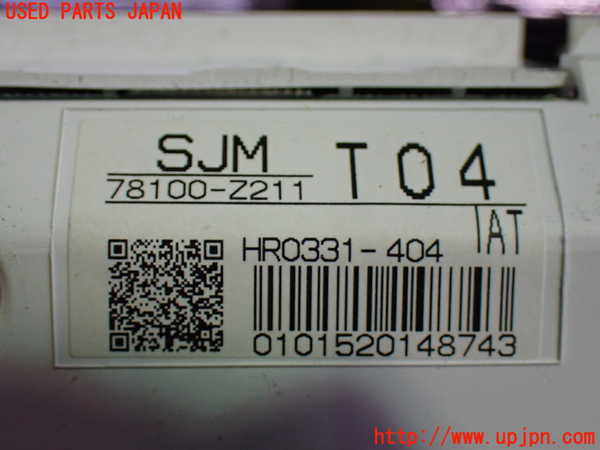 USED PARTS JAPAN
SJM T04
78100-Z211
AT
HR0331-404
0101520148743
http://www.upjpn.com/